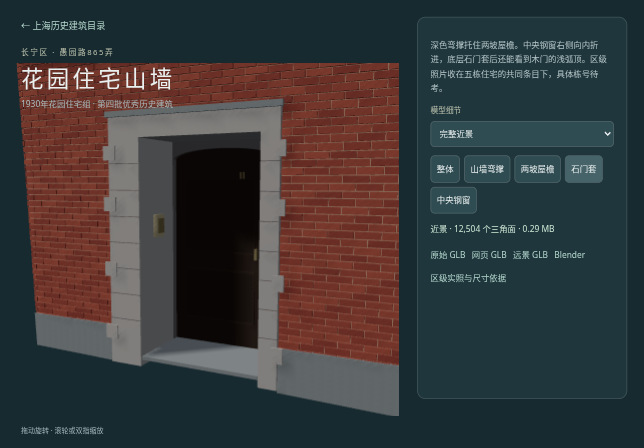 ← 上海历史建筑目录
长宁区 · 愚园路865弄
花园住宅山墙
1930年花园住宅组 · 第四批优秀历史建筑
拖动旋转 · 滚轮或双指缩放
深色弯撑托住两坡屋檐。中央钢窗右侧向内折
进，底层石门套后还能看到木门的浅弧顶。区级
照片收在五栋住宅的共同条目下，具体栋号待
考。
模型细节
完整近景
整体
山墙弯撑
两坡屋檐
石门套
中央钢窗
近景 · 12,504 个三角面 · 0.29 MB
原始 GLB 网页 GLB 远景 GLB Blender
区级实照与尺寸依据